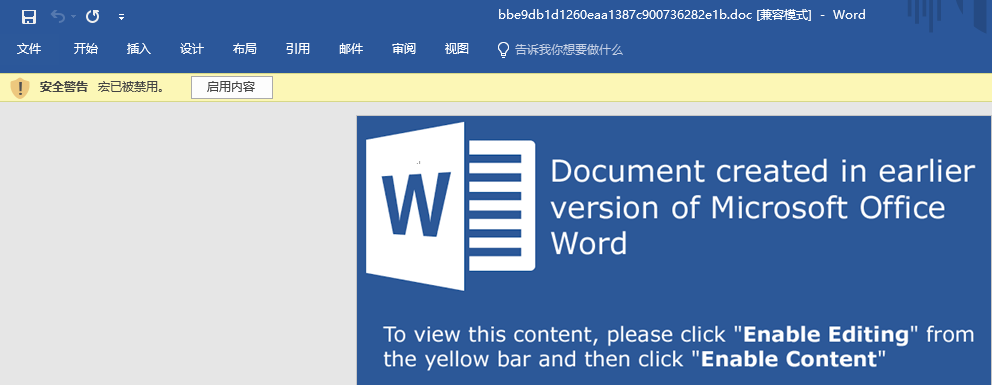 bbe9db1d1260eaa1387c900736282e1b.doc [兼容模式] - Word
文件 开始 插入 设计 布局 引用 邮件 审阅 视图 告诉我你想要做什么
安全警告 宏已被禁用。 启用内容
W
Document created in earlier
version of Microsoft Office
Word
To view this content, please click "Enable Editing" from
the yellow bar and then click "Enable Content"